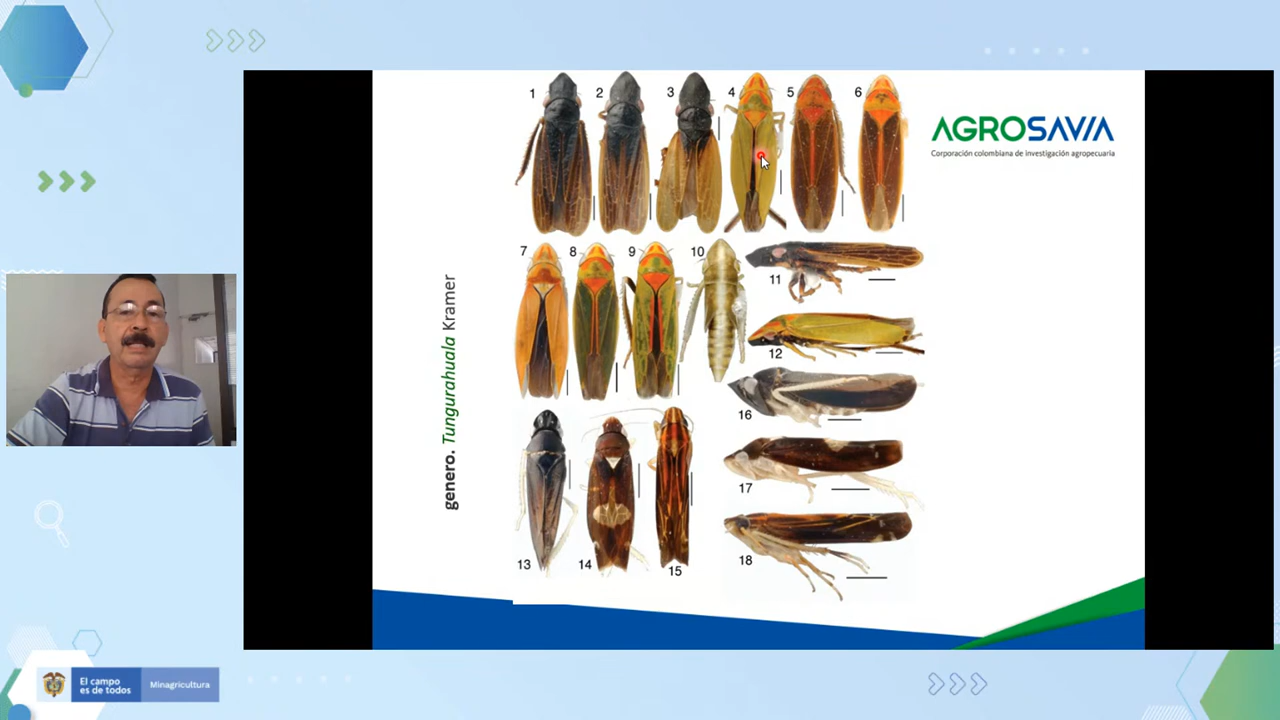 1 2 3 4 5 6
AGROSAVIA
Corporación colombiana de investigación agropecuaria
7 8 9 10 11
12
16
genero. Tungurahuala Kramer
17
18
13 14 15
El campo
es de todos
Minagricultura